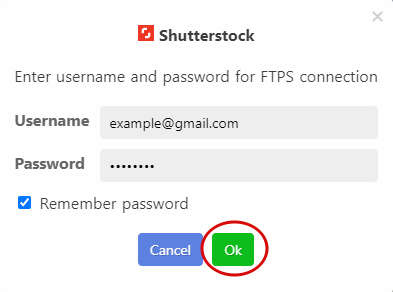 Shutterstock
Enter username and password for FTPS connection
Username example@gmail.com
Password ••••••••
Remember password
Cancel Ok